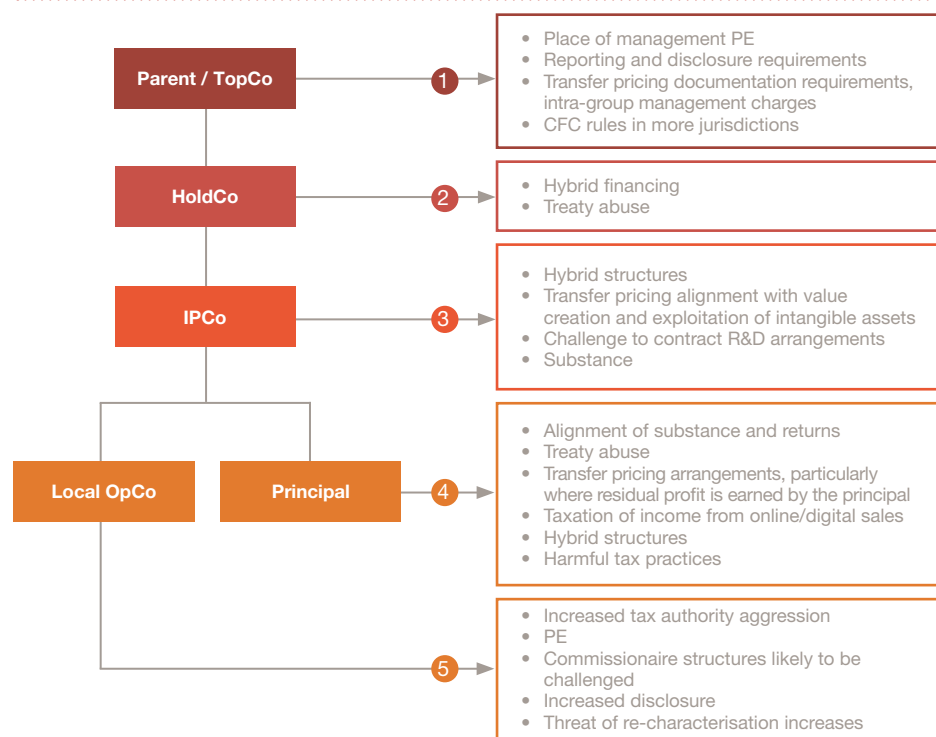 Parent / TopCo
1
• Place of management PE
• Reporting and disclosure requirements
• Transfer pricing documentation requirements,
intra-group management charges
• CFC rules in more jurisdictions
HoldCo
2
• Hybrid financing
• Treaty abuse
IPCo
3
• Hybrid structures
• Transfer pricing alignment with value
creation and exploitation of intangible assets
• Challenge to contract R&D arrangements
• Substance
Local OpCo
Principal
4
• Alignment of substance and returns
• Treaty abuse
• Transfer pricing arrangements, particularly
where residual profit is earned by the principal
• Taxation of income from online/digital sales
• Hybrid structures
• Harmful tax practices
5
• Increased tax authority aggression
• PE
• Commissionaire structures likely to be
challenged
• Increased disclosure
• Threat of re-characterisation increases